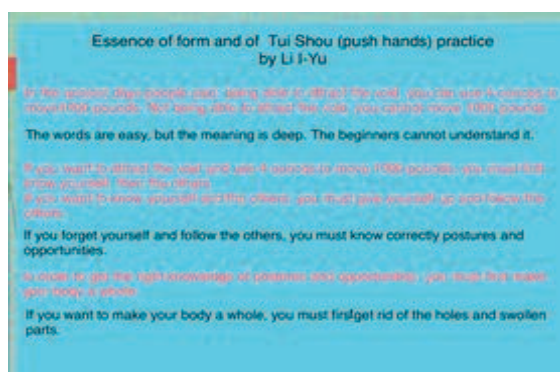 Essence of form and of Tui Shou (push hands) practice
by Li I-Yu
In the ancient days people said: being able to attract the void, you can use 4 ounces to
move 1000 pounds. Not being able to attract the void, you cannot move 1000 pounds.
The words are easy, but the meaning is deep. The beginners cannot understand it.
If you want to attract the void and use 4 ounces to move 1000 pounds, you must first
know yourself, then the others.
If you want to know yourself and the others, you must give yourself up and follow the
others.
If you forget yourself and follow the others, you must know correctly postures and
opportunities.
In order to get the right knowledge of postures and opportunities, you must first make
your body a whole.
If you want to make your body a whole, you must first get rid of the holes and swollen
parts.